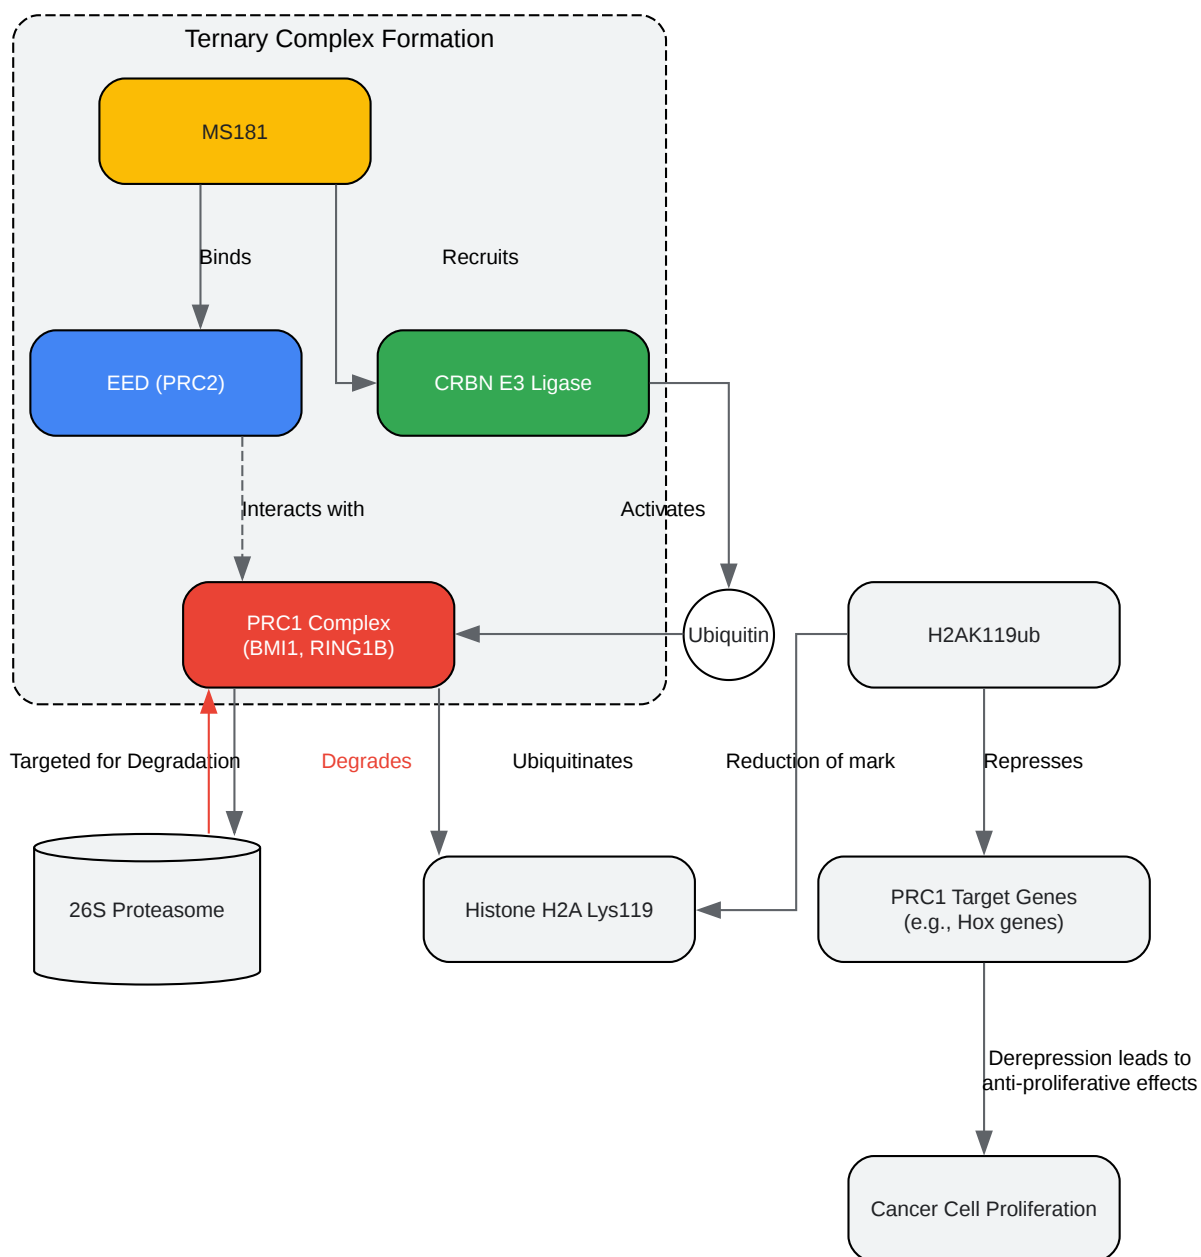 Ternary Complex Formation
MS181
Binds
Recruits
EED (PRC2)
CRBN E3 Ligase
Interacts with
Activates
PRC1 Complex
(BMI1, RING1B)
Ubiquitin
H2AK119ub
Targeted for Degradation
Degrades
Ubiquitinates
Reduction of mark
Represses
26S Proteasome
Histone H2A Lys119
PRC1 Target Genes
(e.g., Hox genes)
Derepression leads to
anti-proliferative effects
Cancer Cell Proliferation